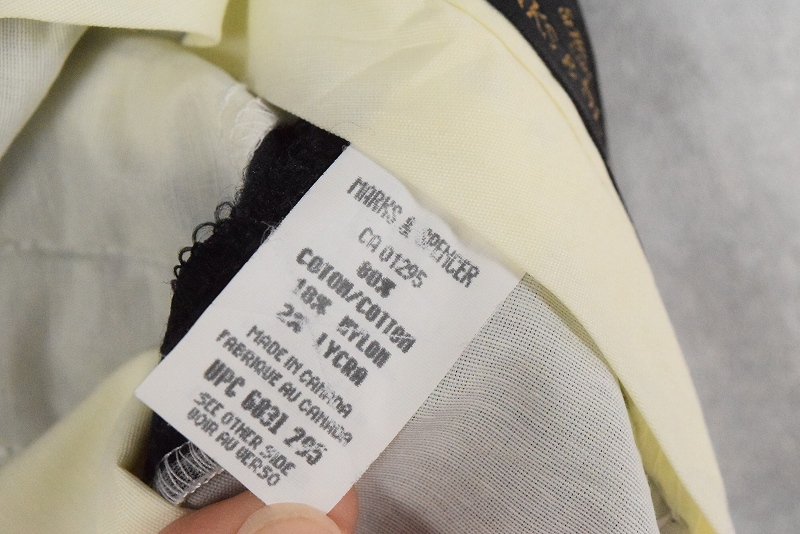 MARKS & SPENCER
CA 01295
80%
COTON/COTTON
18% NYLON
2% LYCRA
MADE IN CANADA
FABRIQUE AU CANADA
UPC 6831 295
SEE OTHER SIDE
VOIR AU VERSO